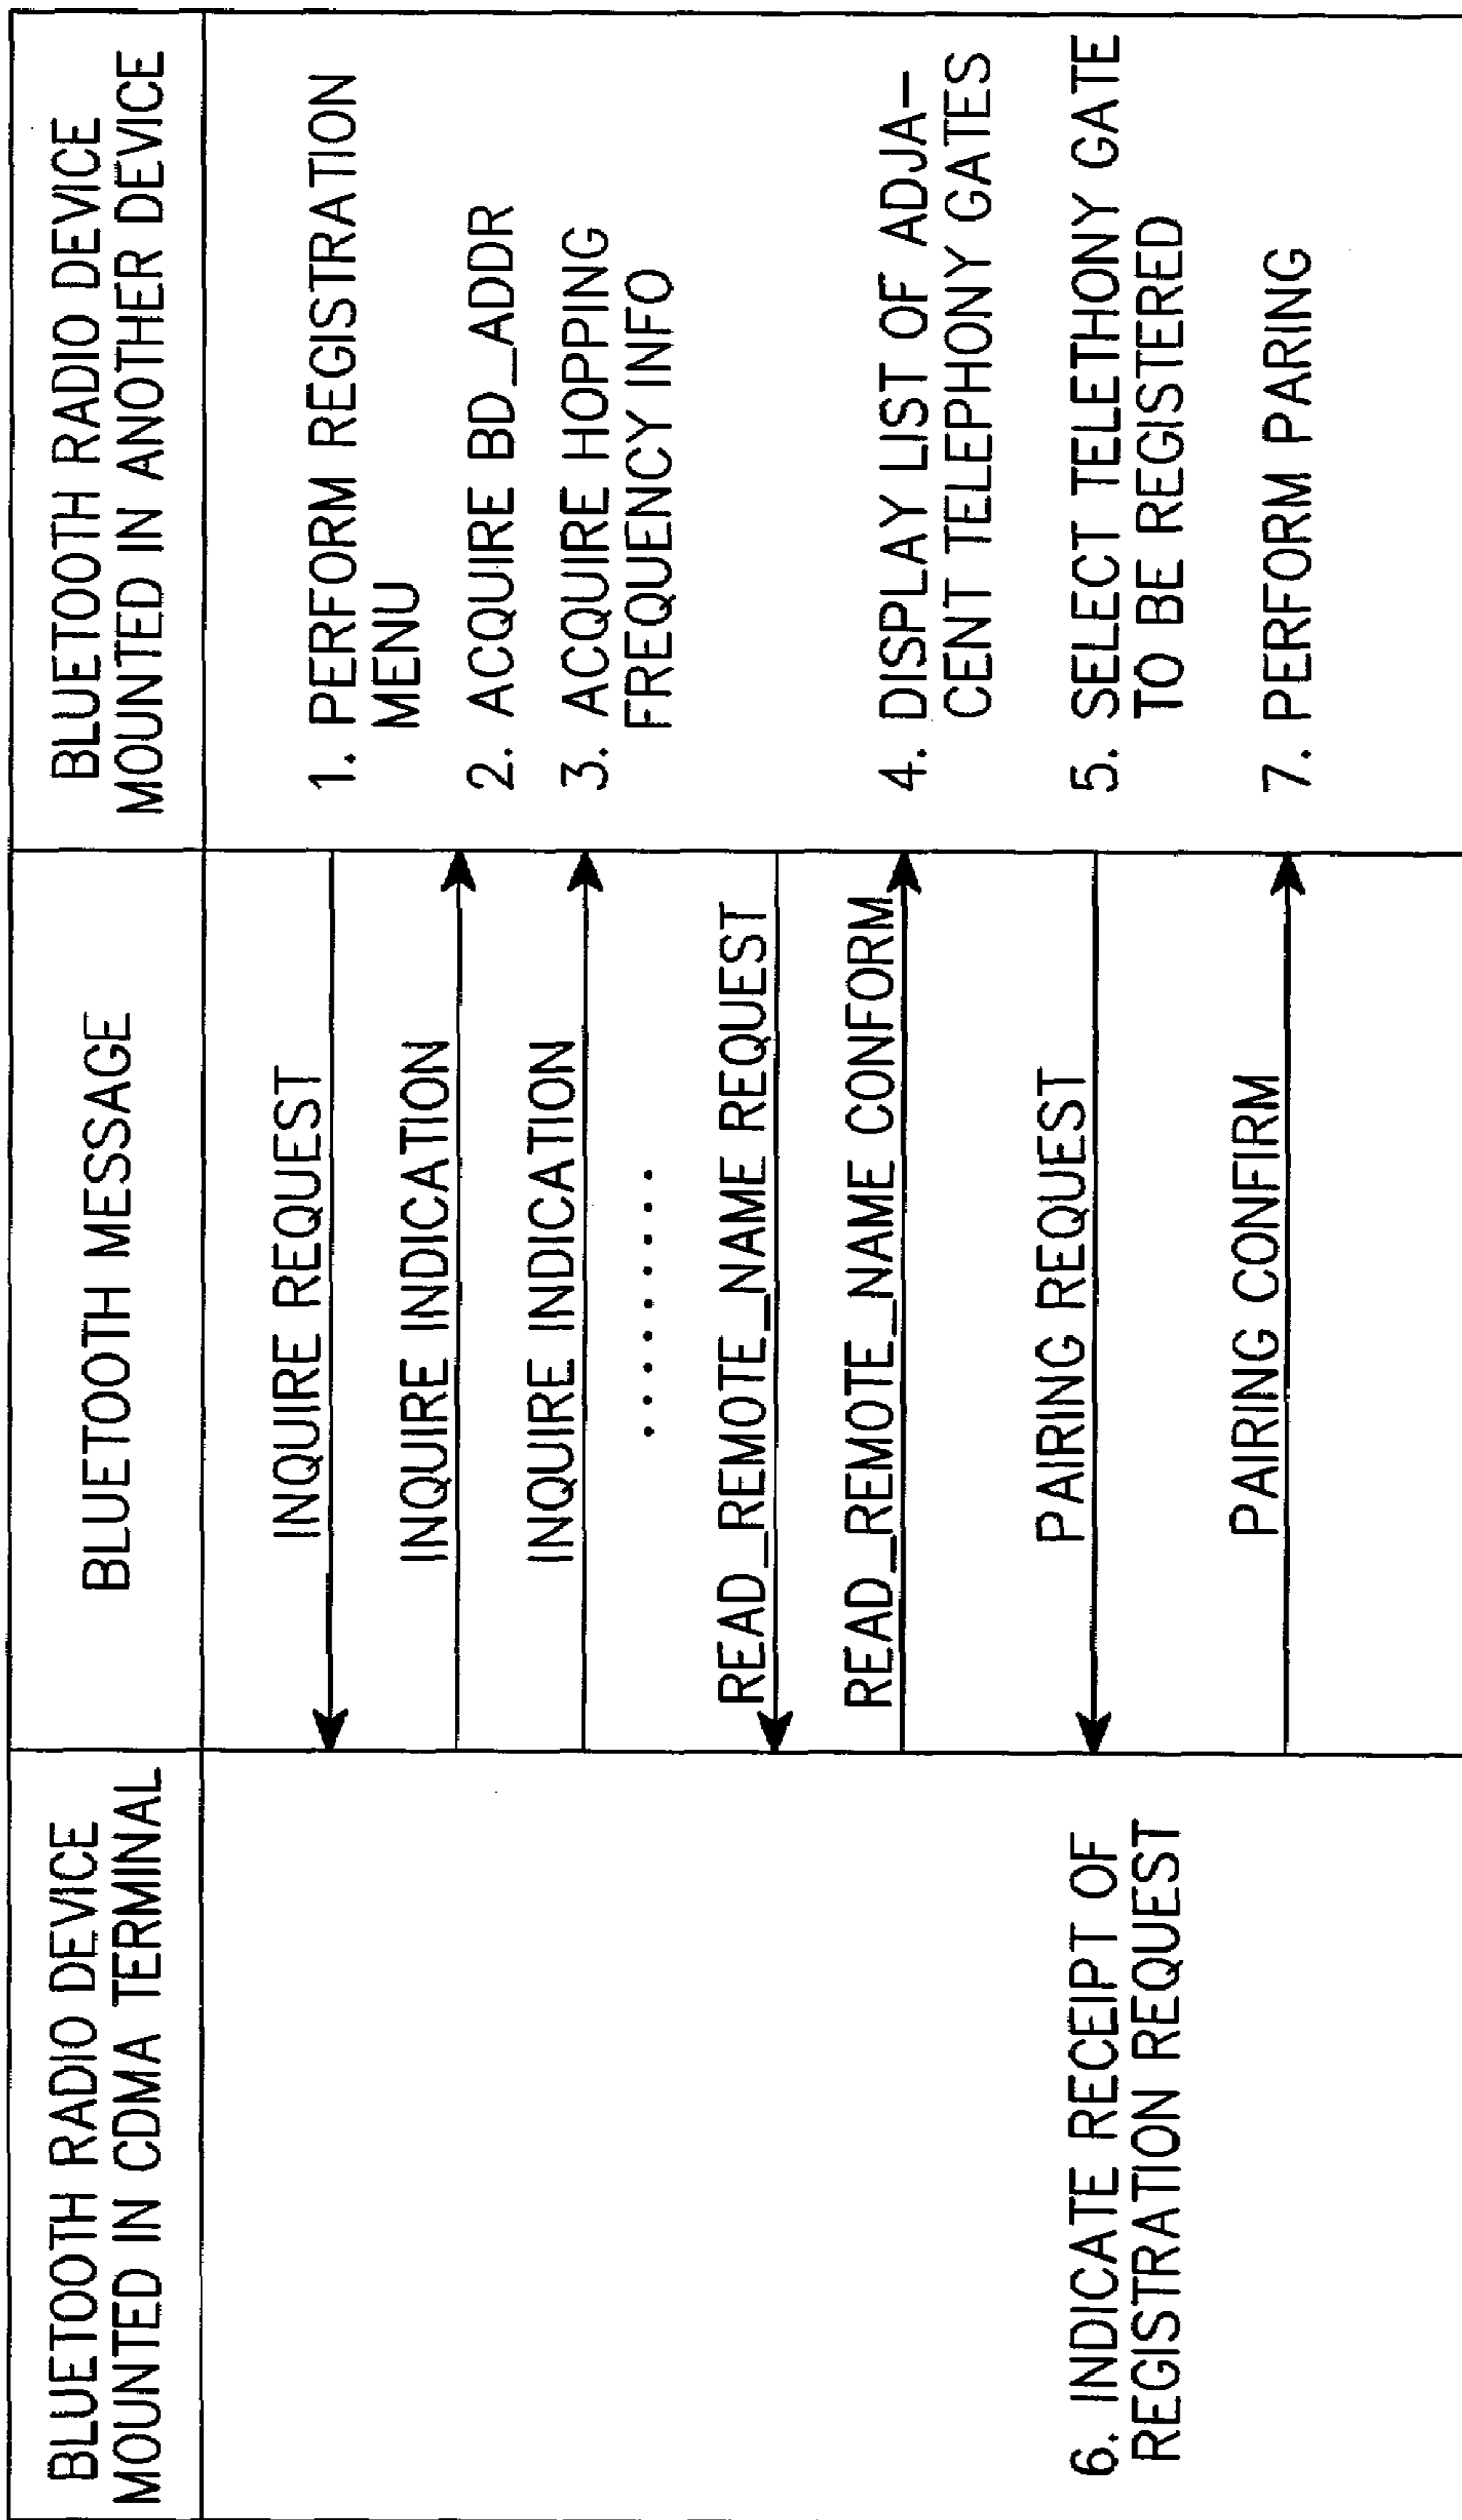 BLUETOOTH RADIO DEVICE
MOUNTED IN CDMA TERMINAL
BLUETOOTH MESSAGE
BLUETOOTH RADIO DEVICE
MOUNTED IN ANOTHER DEVICE
INQUIRE REQUEST
1. PERFORM REGISTRATION
MENU
INQUIRE INDICATION
2. ACQUIRE BD_ADDR
INQUIRE INDICATION
3. ACQUIRE HOPPING
FREQUENCY INFO
.........
READ_REMOTE_NAME REQUEST
READ_REMOTE_NAME CONFORM
4. DISPLAY LIST OF ADJA-
CENT TELEPHONY GATES
PAIRING REQUEST
5. SELECT TELETHONY GATE
TO BE REGISTERED
6. INDICATE RECEIPT OF
REGISTRATION REQUEST
PAIRING CONFIRM
7. PERFORM PARING